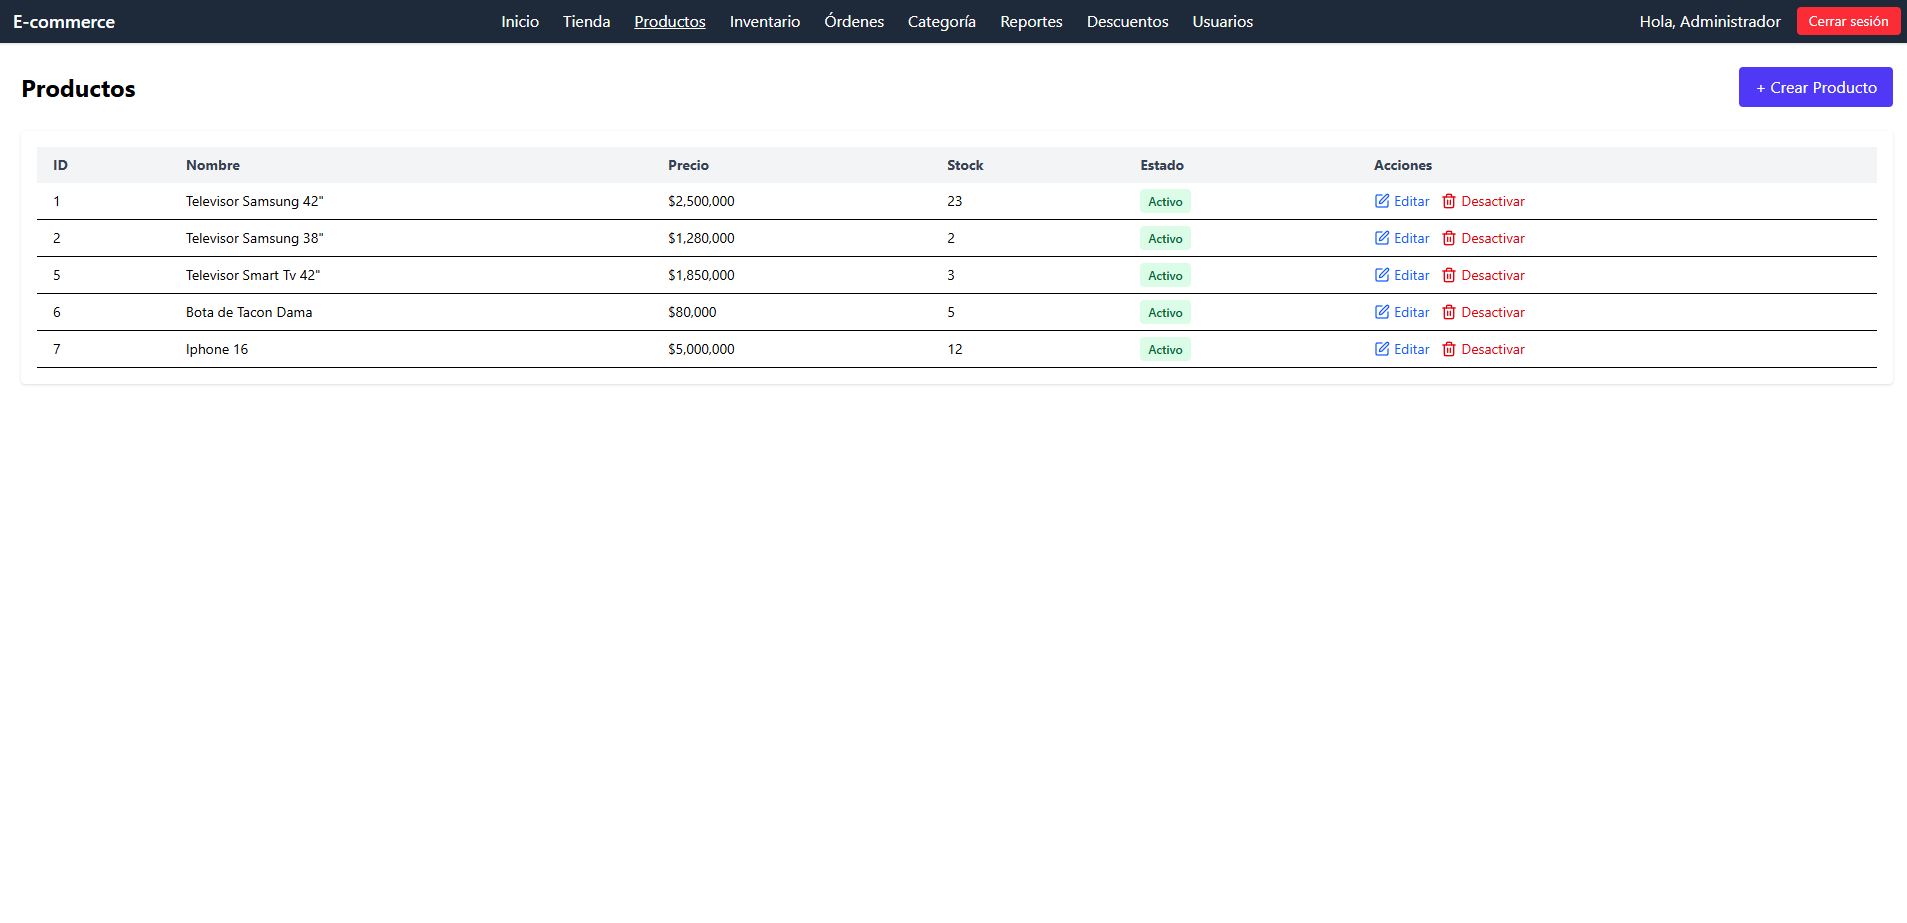 E-commerce Inicio Tienda Productos Inventario Órdenes Categoría Reportes Descuentos Usuarios Hola, Administrador Cerrar sesión
Productos + Crear Producto
ID Nombre Precio Stock Estado Acciones
1 Televisor Samsung 42" $2,500,000 23 Activo Editar Desactivar
2 Televisor Samsung 38" $1,280,000 2 Activo Editar Desactivar
5 Televisor Smart Tv 42" $1,850,000 3 Activo Editar Desactivar
6 Bota de Tacon Dama $80,000 5 Activo Editar Desactivar
7 Iphone 16 $5,000,000 12 Activo Editar Desactivar